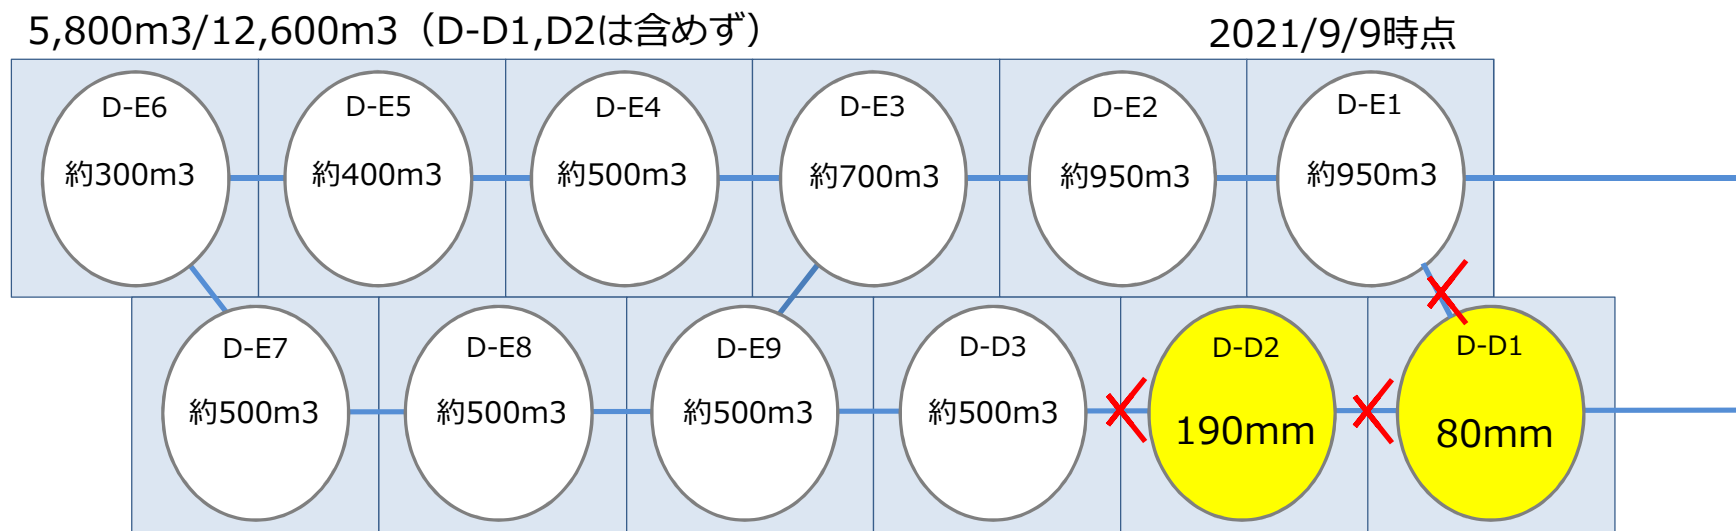 5,800m3/12,600m3（D-D1,D2は含めず）
2021/9/9時点
D-E6
約300m3
D-E5
約400m3
D-E4
約500m3
D-E3
約700m3
D-E2
約950m3
D-E1
約950m3
D-E7
約500m3
D-E8
約500m3
D-E9
約500m3
D-D3
約500m3
D-D2
190mm
D-D1
80mm